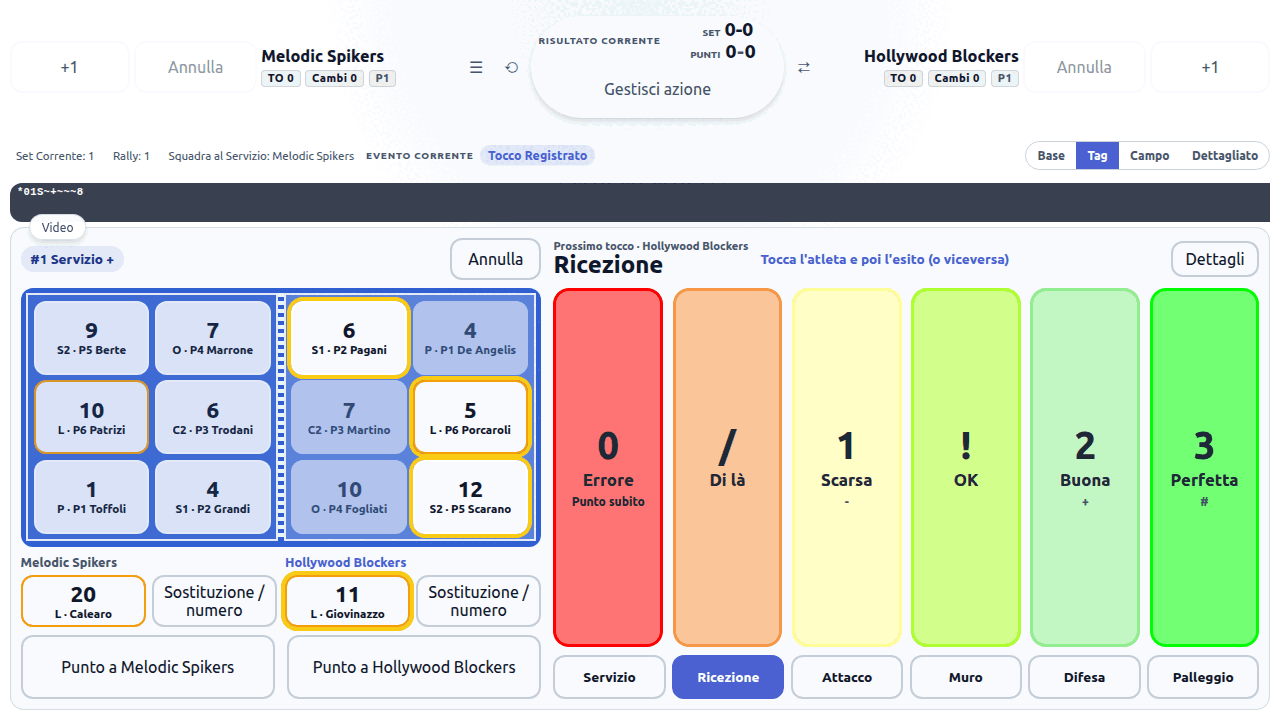 +1
Annulla
Melodic Spikers
TO 0 Cambi 0 P1
☰
RISULTATO CORRENTE
SET 0-0
PUNTI 0-0
Gestisci azione
Hollywood Blockers
TO 0 Cambi 0 P1
Annulla
+1
Set Corrente: 1 Rally: 1 Squadra al Servizio: Melodic Spikers EVENTO CORRENTE Tocco Registrato
Base Tag Campo Dettagliato
*01S~+~~~8
Video
#1 Servizio +
Annulla
Prossimo tocco · Hollywood Blockers
Ricezione
Tocca l'atleta e poi l'esito (o viceversa)
Dettagli
9
S2 · P5 Berte
7
O · P4 Marrone
6
S1 · P2 Pagani
4
P · P1 De Angelis
10
L · P6 Patrizi
6
C2 · P3 Trodani
7
C2 · P3 Martino
5
L · P6 Porcaroli
1
P · P1 Toffoli
4
S1 · P2 Grandi
10
O · P4 Fogliati
12
S2 · P5 Scarano
Melodic Spikers
Hollywood Blockers
20
L · Calearo
Sostituzione /
numero
11
L · Giovinazzo
Sostituzione /
numero
Punto a Melodic Spikers
Punto a Hollywood Blockers
0
Errore
Punto subito
/
Di là
1
Scarsa
-
!
OK
2
Buona
+
3
Perfetta
#
Servizio
Ricezione
Attacco
Muro
Difesa
Palleggio